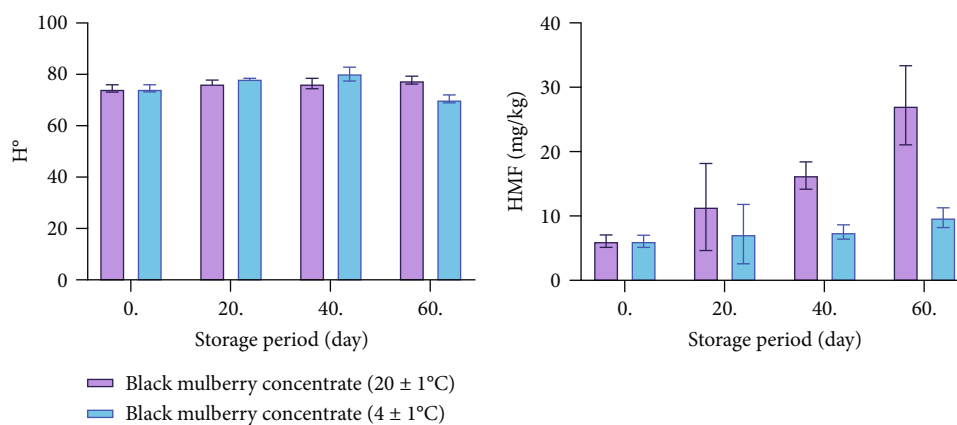 100
80
60
40
20
0
H°
0. 20. 40. 60.
Storage period (day)
40
30
20
10
0
HMF (mg/kg)
0. 20. 40. 60.
Storage period (day)
Black mulberry concentrate (20 ± 1°C)
Black mulberry concentrate (4 ± 1°C)